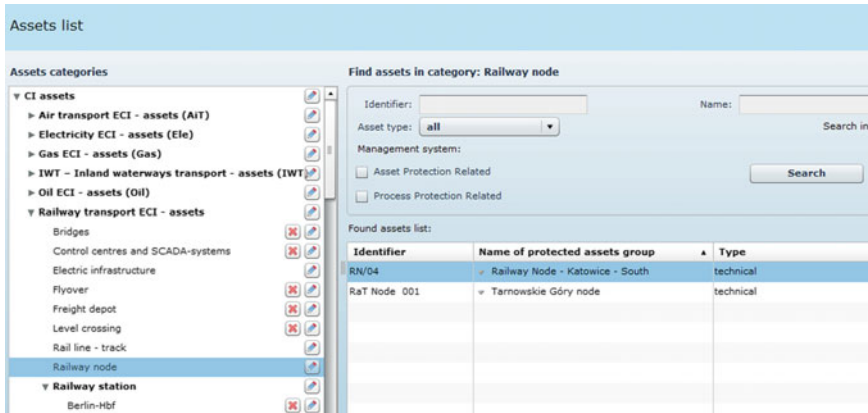 Assets list
Assets categories
CI assets
Air transport ECI - assets (AiT)
Electricity ECI - assets (Ele)
Gas ECI - assets (Gas)
IWT - Inland waterways transport - assets (IWT)
Oil ECI - assets (Oil)
Railway transport ECI - assets
Bridges
Control centres and SCADA-systems
Electric infrastructure
Flyover
Freight depot
Level crossing
Rail line - track
Railway node
Railway station
Berlin-Hbf
Find assets in category: Railway node
Identifier: Name:
Asset type: all Search in
Management system:
Asset Protection Related Search
Process Protection Related
Found assets list:
Identifier Name of protected assets group Type
RN/04 Railway Node - Katowice - South technical
RaT Node 001 Tarnowskie Góry node technical